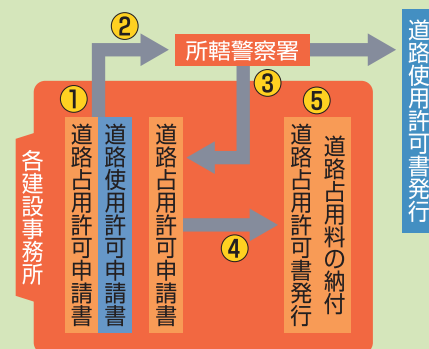 ②
所轄警察署
道路使用許可書発行
①
③
⑤
各建設事務所
道路占用許可申請書
道路使用許可申請書
道路占用許可申請書
④
道路占用料の納付
道路占用許可書発行